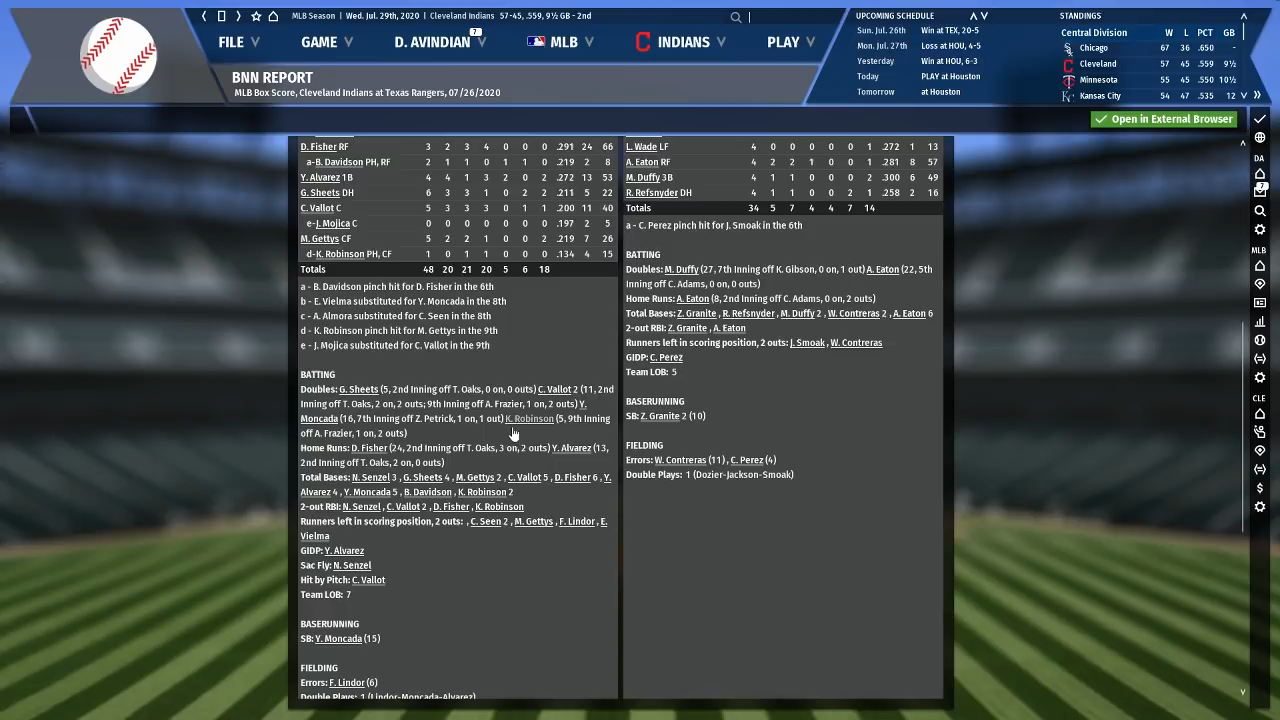 MLB Season | Wed. Jul. 29th, 2020 | Cleveland Indians 57-45, .559, 9½ GB - 2nd
FILE GAME D. AVINDIAN 7 MLB INDIANS PLAY
BNN REPORT
MLB Box Score, Cleveland Indians at Texas Rangers, 07/26/2020
UPCOMING SCHEDULE
Sun. Jul. 26th Win at TEX, 20-5
Mon. Jul. 27th Loss at HOU, 4-5
Yesterday Win at HOU, 6-3
Today PLAY at Houston
Tomorrow at Houston
STANDINGS
Central Division W L PCT GB
Chicago 67 36 .650 -
Cleveland 57 45 .559 9½
Minnesota 55 45 .550 10½
Kansas City 54 47 .535 12
Open in External Browser
D. Fisher RF 3 2 3 4 0 0 0 .291 24 66
a-B. Davidson PH, RF 2 1 1 0 1 1 0 .219 2 8
Y. Alvarez 1B 4 4 1 3 2 0 2 .272 13 53
G. Sheets DH 6 3 3 1 0 2 2 .211 5 22
C. Vallot C 5 3 3 3 0 1 1 .200 11 40
e-J. Mojica C 0 0 0 0 0 0 0 .197 2 5
M. Gettys CF 5 2 2 1 0 0 2 .219 7 26
d-K. Robinson PH, CF 1 0 1 1 0 0 0 .134 4 15
Totals 48 20 21 20 5 6 18
a - B. Davidson pinch hit for D. Fisher in the 6th
b - E. Vielma substituted for Y. Moncada in the 8th
c - A. Almora substituted for C. Seen in the 8th
d - K. Robinson pinch hit for M. Gettys in the 9th
e - J. Mojica substituted for C. Vallot in the 9th
BATTING
Doubles: G. Sheets (5, 2nd Inning off T. Oaks, 0 on, 0 outs) C. Vallot 2 (11, 2nd
Inning off T. Oaks, 2 on, 2 outs; 9th Inning off A. Frazier, 1 on, 2 outs) Y.
Moncada (16, 7th Inning off Z. Petrick, 1 on, 1 out) K. Robinson (5, 9th Inning
off A. Frazier, 1 on, 2 outs)
Home Runs: D. Fisher (24, 2nd Inning off T. Oaks, 3 on, 2 outs) Y. Alvarez (13,
2nd Inning off T. Oaks, 2 on, 0 outs)
Total Bases: N. Senzel 3 , G. Sheets 4 , M. Gettys 2 , C. Vallot 5 , D. Fisher 6 , Y.
Alvarez 4 , Y. Moncada 5 , B. Davidson , K. Robinson 2
2-out RBI: N. Senzel , C. Vallot 2 , D. Fisher , K. Robinson
Runners left in scoring position, 2 outs: , C. Seen 2 , M. Gettys , F. Lindor , E.
Vielma
GIDP: Y. Alvarez
Sac Fly: N. Senzel
Hit by Pitch: C. Vallot
Team LOB: 7
BASERUNNING
SB: Y. Moncada (15)
FIELDING
Errors: F. Lindor (6)
Double Plays: 1 (Lindor-Moncada-Alvarez)
L. Wade LF 4 0 0 0 0 0 1 .272 1 13
A. Eaton RF 4 2 2 1 0 0 1 .281 8 57
M. Duffy 3B 4 1 1 0 0 0 2 .300 6 49
R. Refsnyder DH 4 1 1 0 0 2 1 .258 2 16
Totals 34 5 7 4 4 7 14
a - C. Perez pinch hit for J. Smoak in the 6th
BATTING
Doubles: M. Duffy (27, 7th Inning off K. Gibson, 0 on, 1 out) A. Eaton (22, 5th
Inning off C. Adams, 0 on, 0 outs)
Home Runs: A. Eaton (8, 2nd Inning off C. Adams, 0 on, 2 outs)
Total Bases: Z. Granite , R. Refsnyder , M. Duffy 2 , W. Contreras 2 , A. Eaton 6
2-out RBI: Z. Granite , A. Eaton
Runners left in scoring position, 2 outs: J. Smoak , W. Contreras
GIDP: C. Perez
Team LOB: 5
BASERUNNING
SB: Z. Granite 2 (10)
FIELDING
Errors: W. Contreras (11) , C. Perez (4)
Double Plays: 1 (Dozier-Jackson-Smoak)
DA
7
MLB
CLE